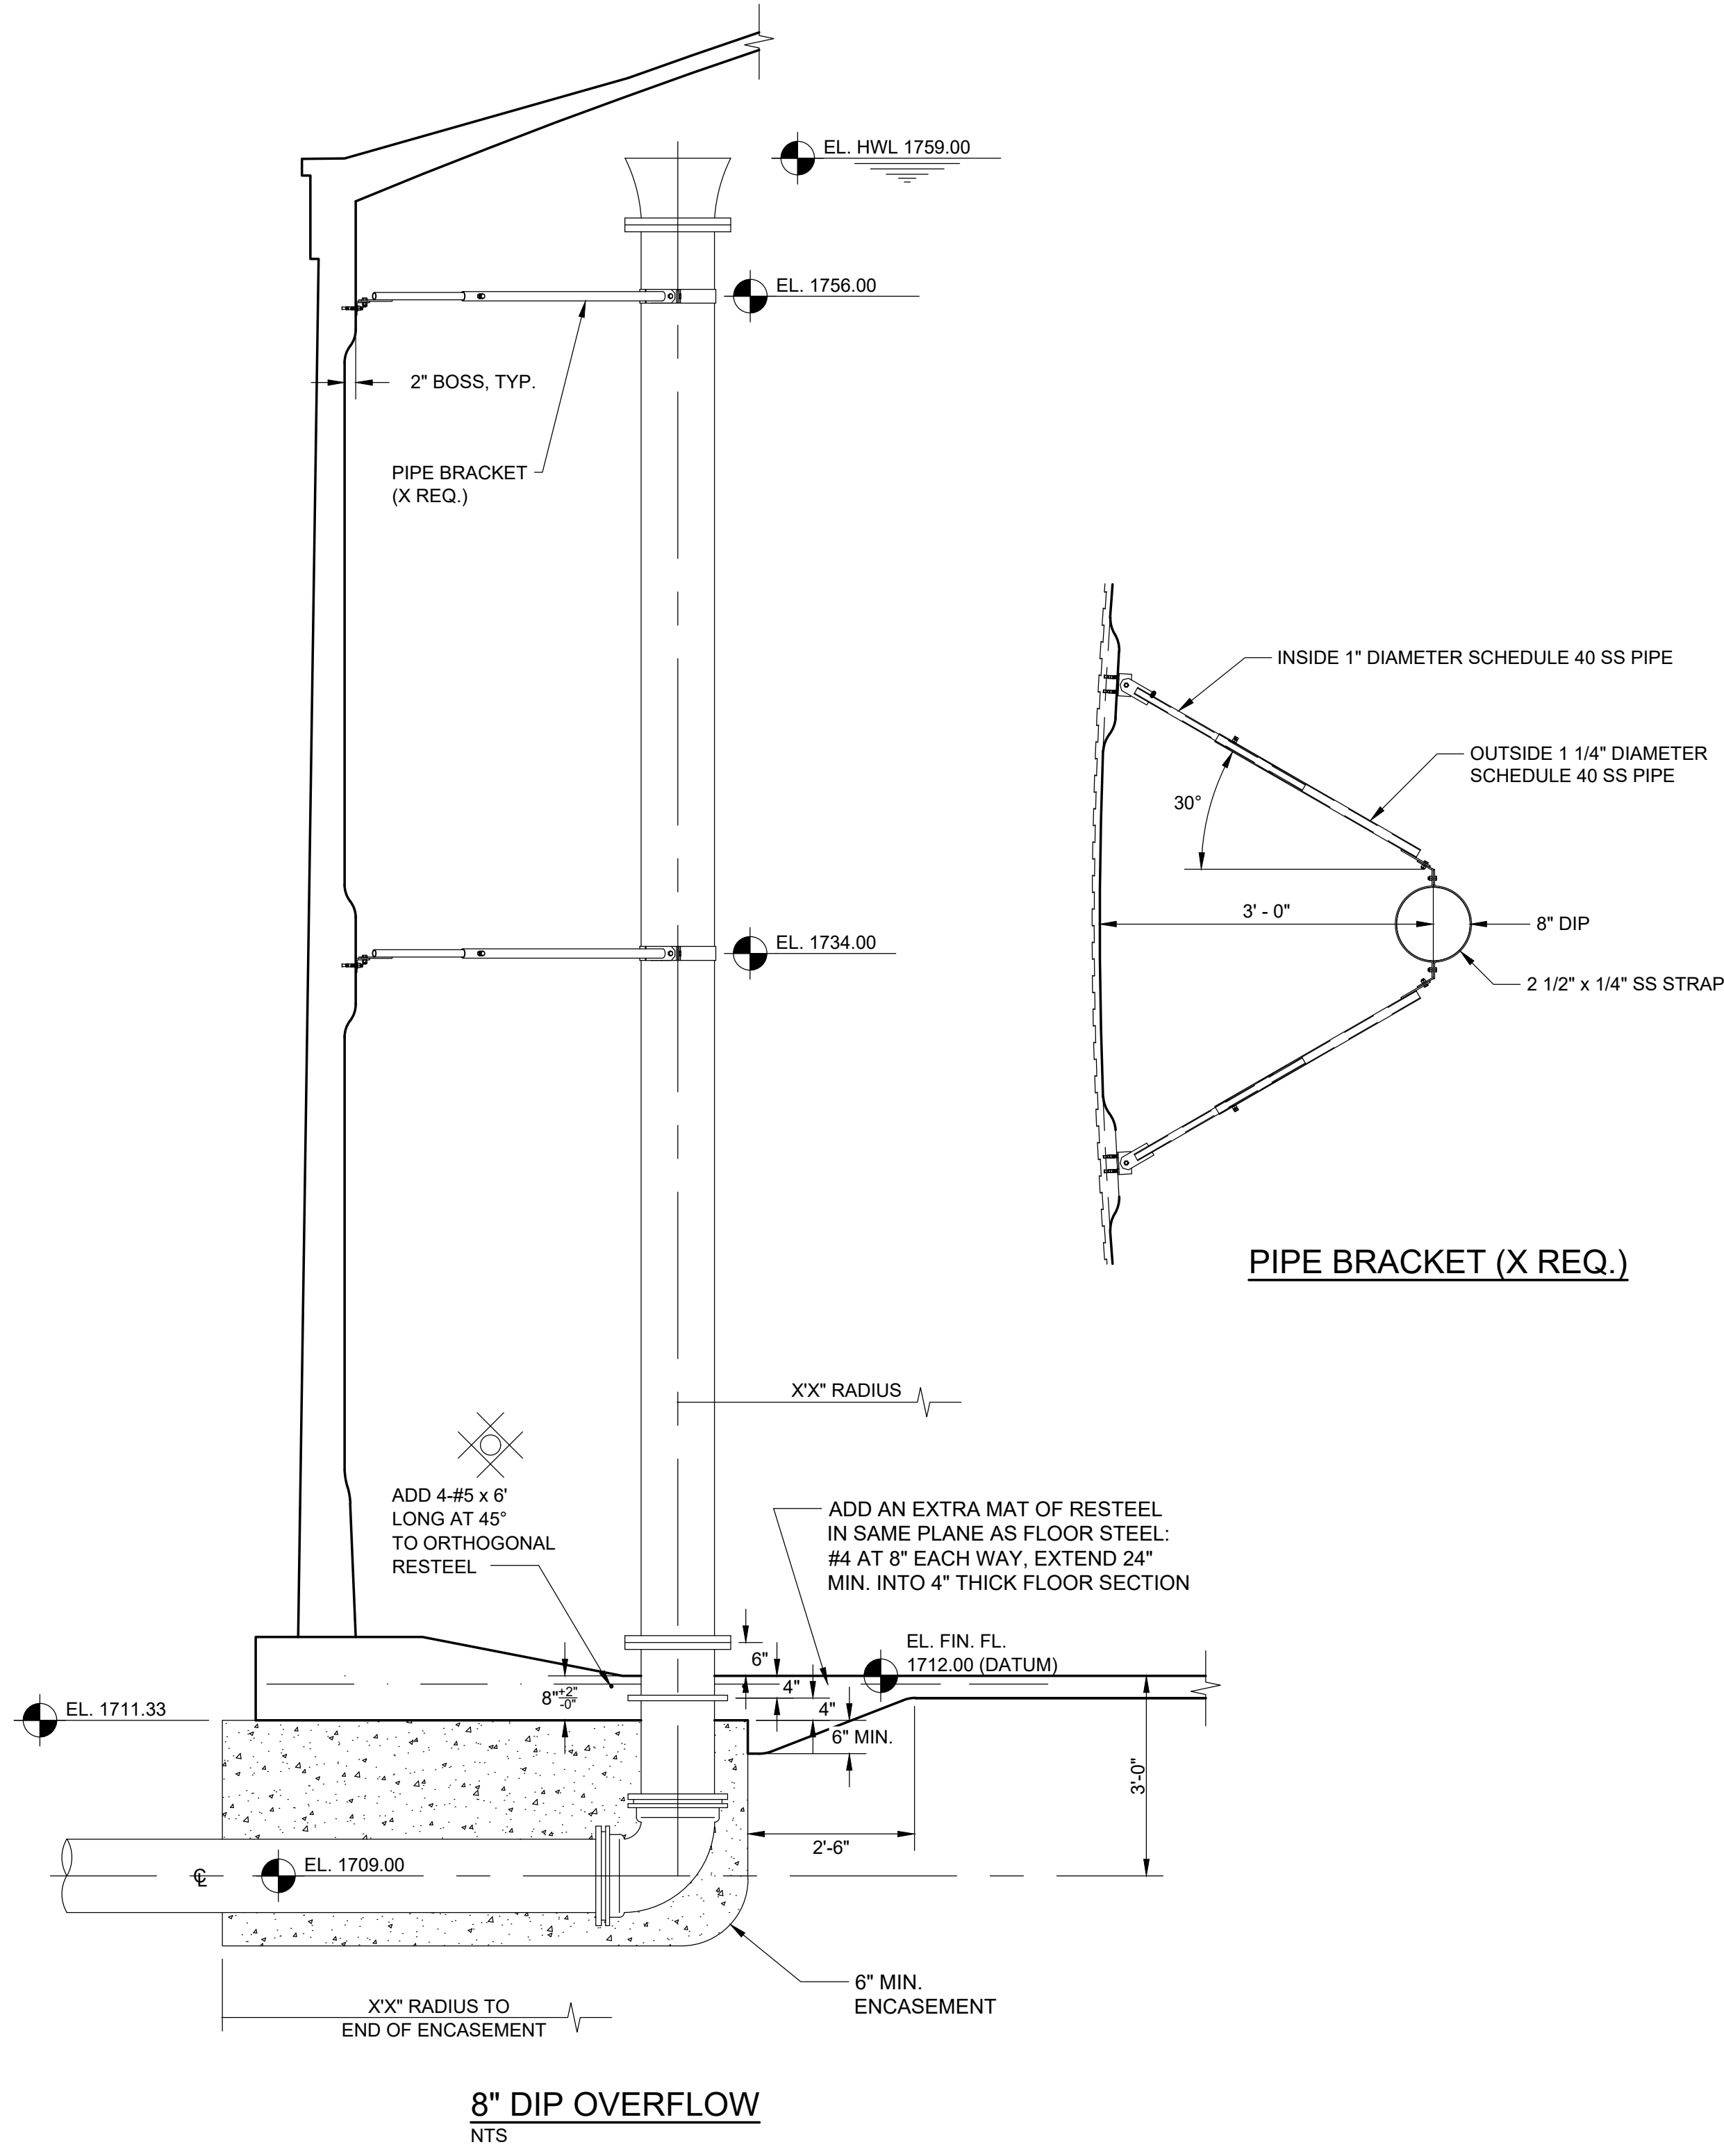 EL. HWL 1759.00
EL. 1756.00
2" BOSS, TYP.
PIPE BRACKET
(X REQ.)
INSIDE 1" DIAMETER SCHEDULE 40 SS PIPE
OUTSIDE 1 1/4" DIAMETER
SCHEDULE 40 SS PIPE
30°
3' - 0"
8" DIP
2 1/2" x 1/4" SS STRAP
EL. 1734.00
PIPE BRACKET (X REQ.)
X'X" RADIUS
ADD 4-#5 x 6'
LONG AT 45°
TO ORTHOGONAL
RESTEEL
ADD AN EXTRA MAT OF RESTEEL
IN SAME PLANE AS FLOOR STEEL:
#4 AT 8" EACH WAY, EXTEND 24"
MIN. INTO 4" THICK FLOOR SECTION
EL. FIN. FL.
1712.00 (DATUM)
6"
4"
4"
6" MIN.
8" +2"
-0"
EL. 1711.33
3'-0"
2'-6"
℄
EL. 1709.00
6" MIN.
ENCASEMENT
X'X" RADIUS TO
END OF ENCASEMENT
8" DIP OVERFLOW
NTS